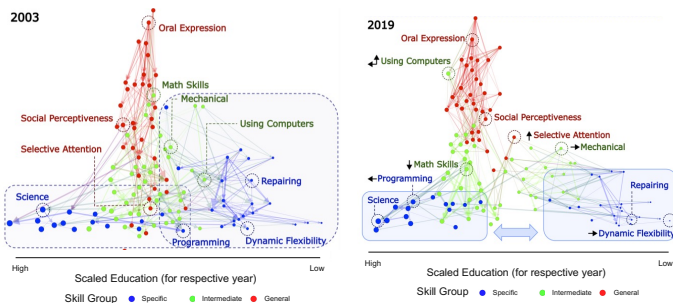 2003
Oral Expression
Math Skills
Mechanical
Social Perceptiveness
Using Computers
Selective Attention
Repairing
Science
Programming
Dynamic Flexibility
High
Low
Scaled Education (for respective year)
2019
Oral Expression
Using Computers
Social Perceptiveness
Selective Attention
Mechanical
Math Skills
Programming
Science
Repairing
Dynamic Flexibility
High
Low
Scaled Education (for respective year)
Skill Group Specific Intermediate General
Skill Group Specific Intermediate General